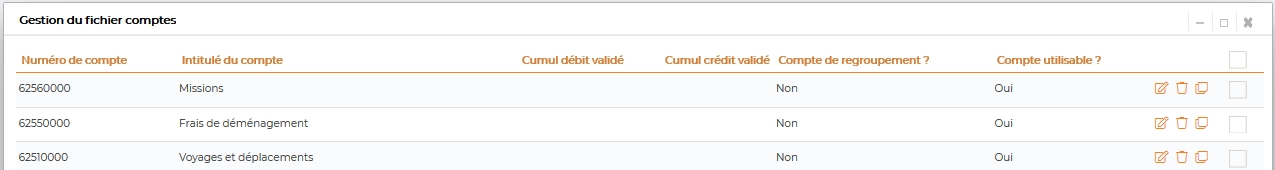 Gestion du fichier comptes
Numéro de compte Intitulé du compte Cumul débit validé Cumul crédit validé Compte de regroupement ? Compte utilisable ?
62560000 Missions Non Oui
62550000 Frais de déménagement Non Oui
62510000 Voyages et déplacements Non Oui